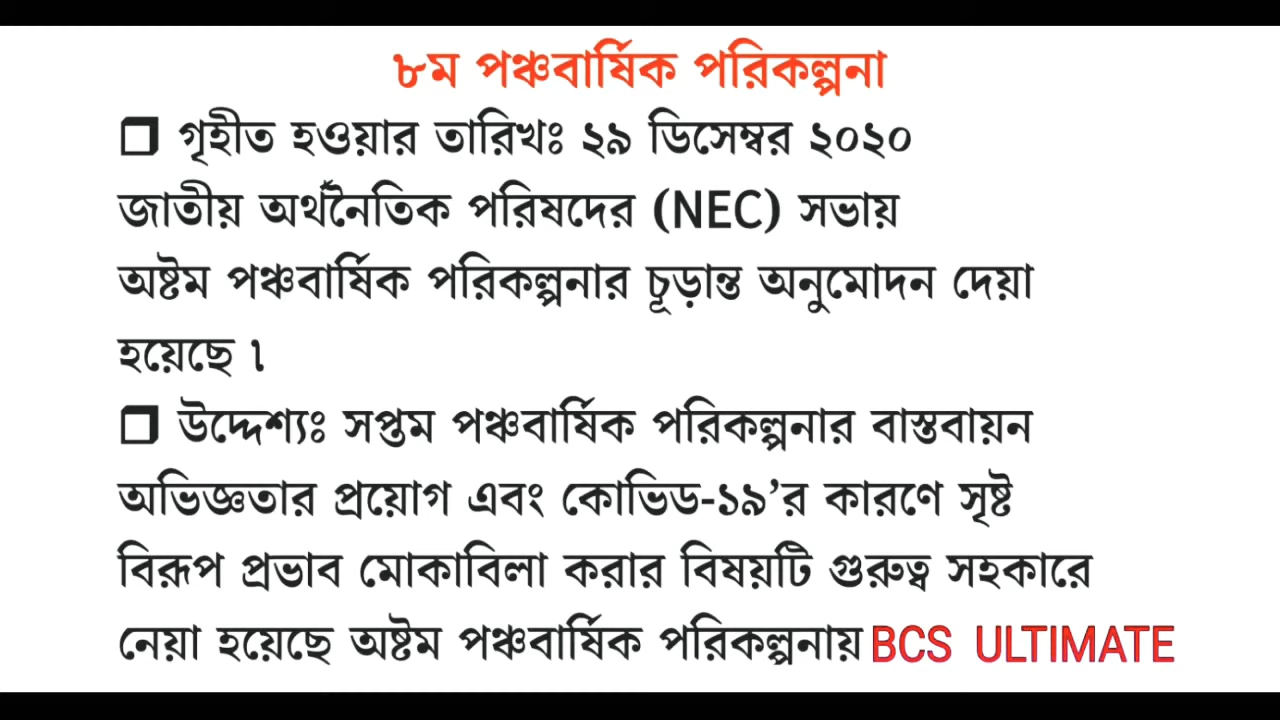 ৮ম পঞ্চবার্ষিক পরিকল্পনা
❒ গৃহীত হওয়ার তারিখঃ ২৯ ডিসেম্বর ২০২০
জাতীয় অর্থনৈতিক পরিষদের (NEC) সভায়
অষ্টম পঞ্চবার্ষিক পরিকল্পনার চূড়ান্ত অনুমোদন দেয়া
হয়েছে ৷
❒ উদ্দেশ্যঃ সপ্তম পঞ্চবার্ষিক পরিকল্পনার বাস্তবায়ন
অভিজ্ঞতার প্রয়োগ এবং কোভিড-১৯’র কারণে সৃষ্ট
বিরূপ প্রভাব মোকাবিলা করার বিষয়টি গুরুত্ব সহকারে
নেয়া হয়েছে অষ্টম পঞ্চবার্ষিক পরিকল্পনায় BCS ULTIMATE